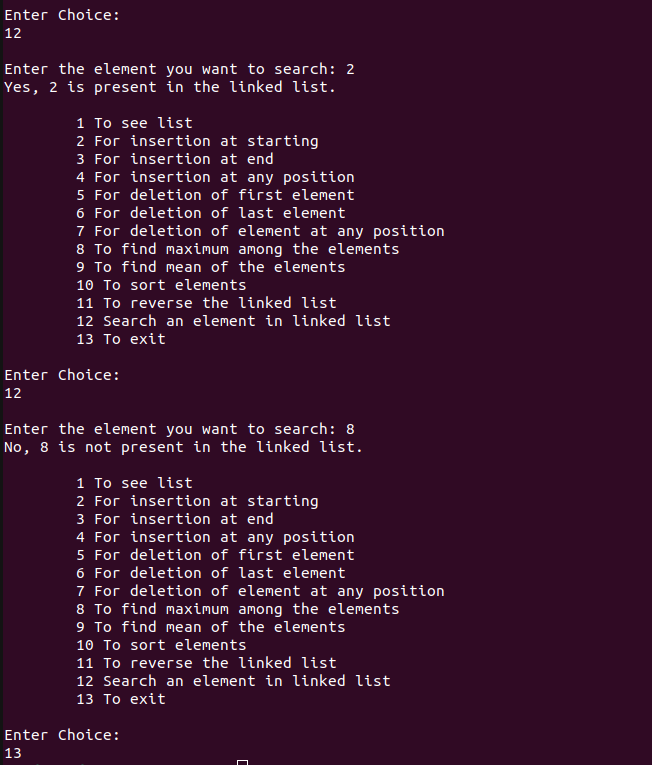 Enter Choice:
12
Enter the element you want to search: 2
Yes, 2 is present in the linked list.
1 To see list
2 For insertion at starting
3 For insertion at end
4 For insertion at any position
5 For deletion of first element
6 For deletion of last element
7 For deletion of element at any position
8 To find maximum among the elements
9 To find mean of the elements
10 To sort elements
11 To reverse the linked list
12 Search an element in linked list
13 To exit
Enter Choice:
12
Enter the element you want to search: 8
No, 8 is not present in the linked list.
1 To see list
2 For insertion at starting
3 For insertion at end
4 For insertion at any position
5 For deletion of first element
6 For deletion of last element
7 For deletion of element at any position
8 To find maximum among the elements
9 To find mean of the elements
10 To sort elements
11 To reverse the linked list
12 Search an element in linked list
13 To exit
Enter Choice:
13